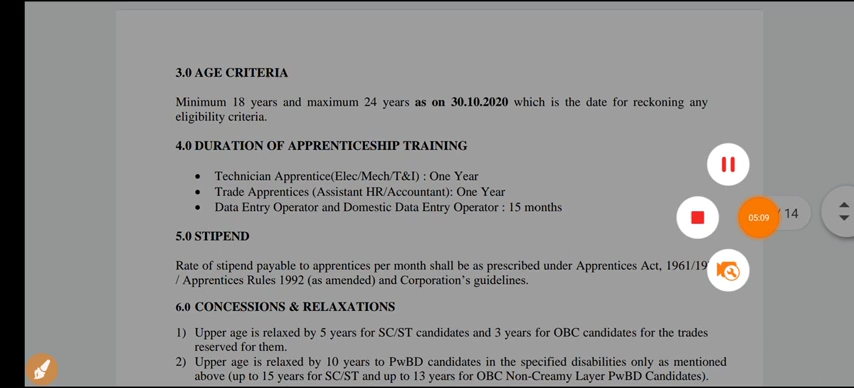 3.0 AGE CRITERIA
Minimum 18 years and maximum 24 years as on 30.10.2020 which is the date for reckoning any
eligibility criteria.
4.0 DURATION OF APPRENTICESHIP TRAINING
• Technician Apprentice(Elec/Mech/T&I) : One Year
• Trade Apprentices (Assistant HR/Accountant): One Year
• Data Entry Operator and Domestic Data Entry Operator : 15 months
05:09
/ 14
5.0 STIPEND
Rate of stipend payable to apprentices per month shall be as prescribed under Apprentices Act, 1961/19
/ Apprentices Rules 1992 (as amended) and Corporation's guidelines.
6.0 CONCESSIONS & RELAXATIONS
1) Upper age is relaxed by 5 years for SC/ST candidates and 3 years for OBC candidates for the trades
reserved for them.
2) Upper age is relaxed by 10 years to PwBD candidates in the specified disabilities only as mentioned
above (up to 15 years for SC/ST and up to 13 years for OBC Non-Creamy Layer PwBD Candidates).